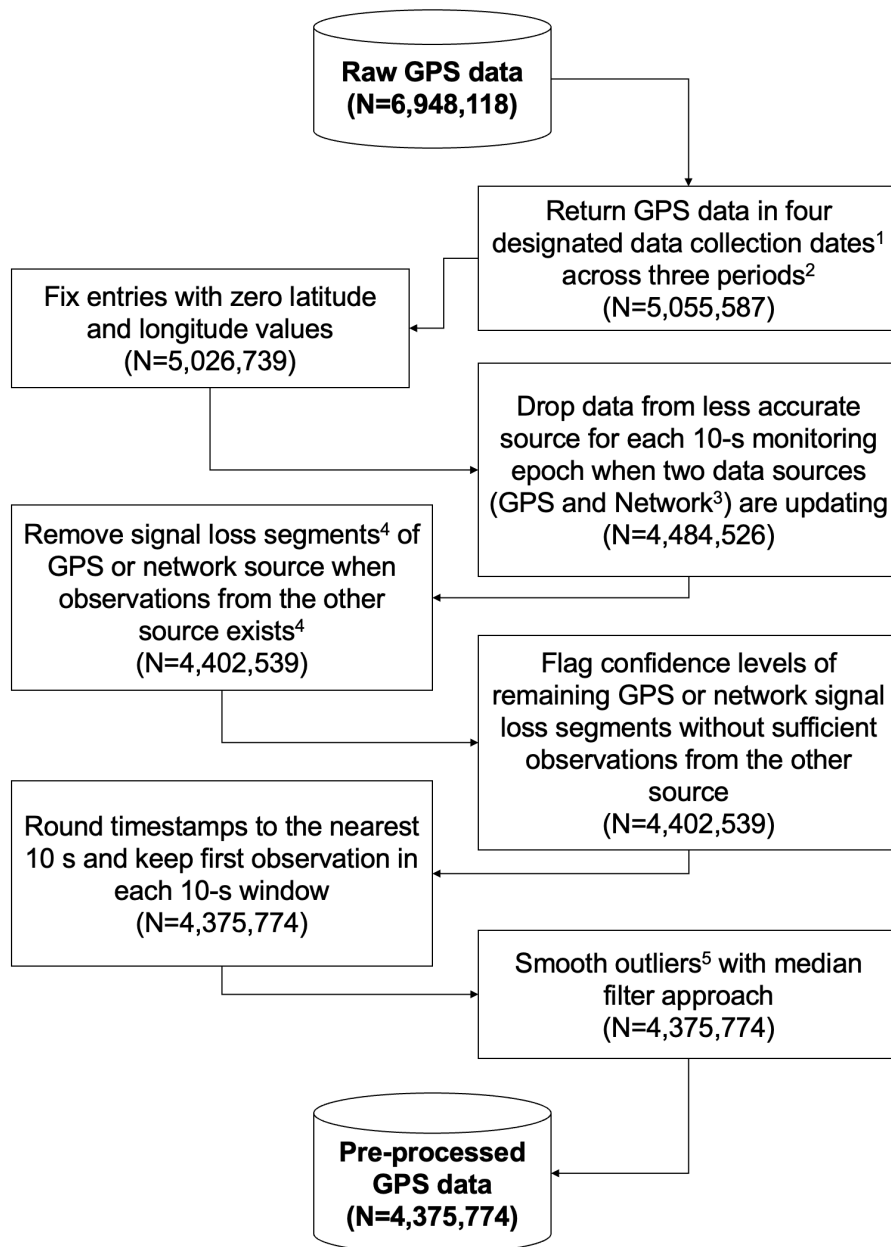 Raw GPS data
(N=6,948,118)
Return GPS data in four
designated data collection dates¹
across three periods²
(N=5,055,587)
Fix entries with zero latitude
and longitude values
(N=5,026,739)
Drop data from less accurate
source for each 10-s monitoring
epoch when two data sources
(GPS and Network³) are updating
(N=4,484,526)
Remove signal loss segments⁴ of
GPS or network source when
observations from the other
source exists⁴
(N=4,402,539)
Flag confidence levels of
remaining GPS or network signal
loss segments without sufficient
observations from the other
source
(N=4,402,539)
Round timestamps to the nearest
10 s and keep first observation in
each 10-s window
(N=4,375,774)
Smooth outliers⁵ with median
filter approach
(N=4,375,774)
Pre-processed
GPS data
(N=4,375,774)